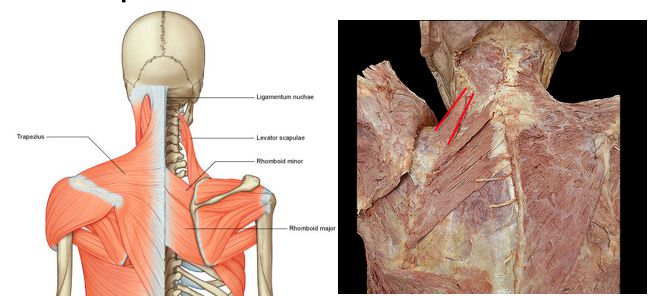 Ligamentum nuchae
Trapezius
Levator scapulae
Rhomboid minor
Rhomboid major